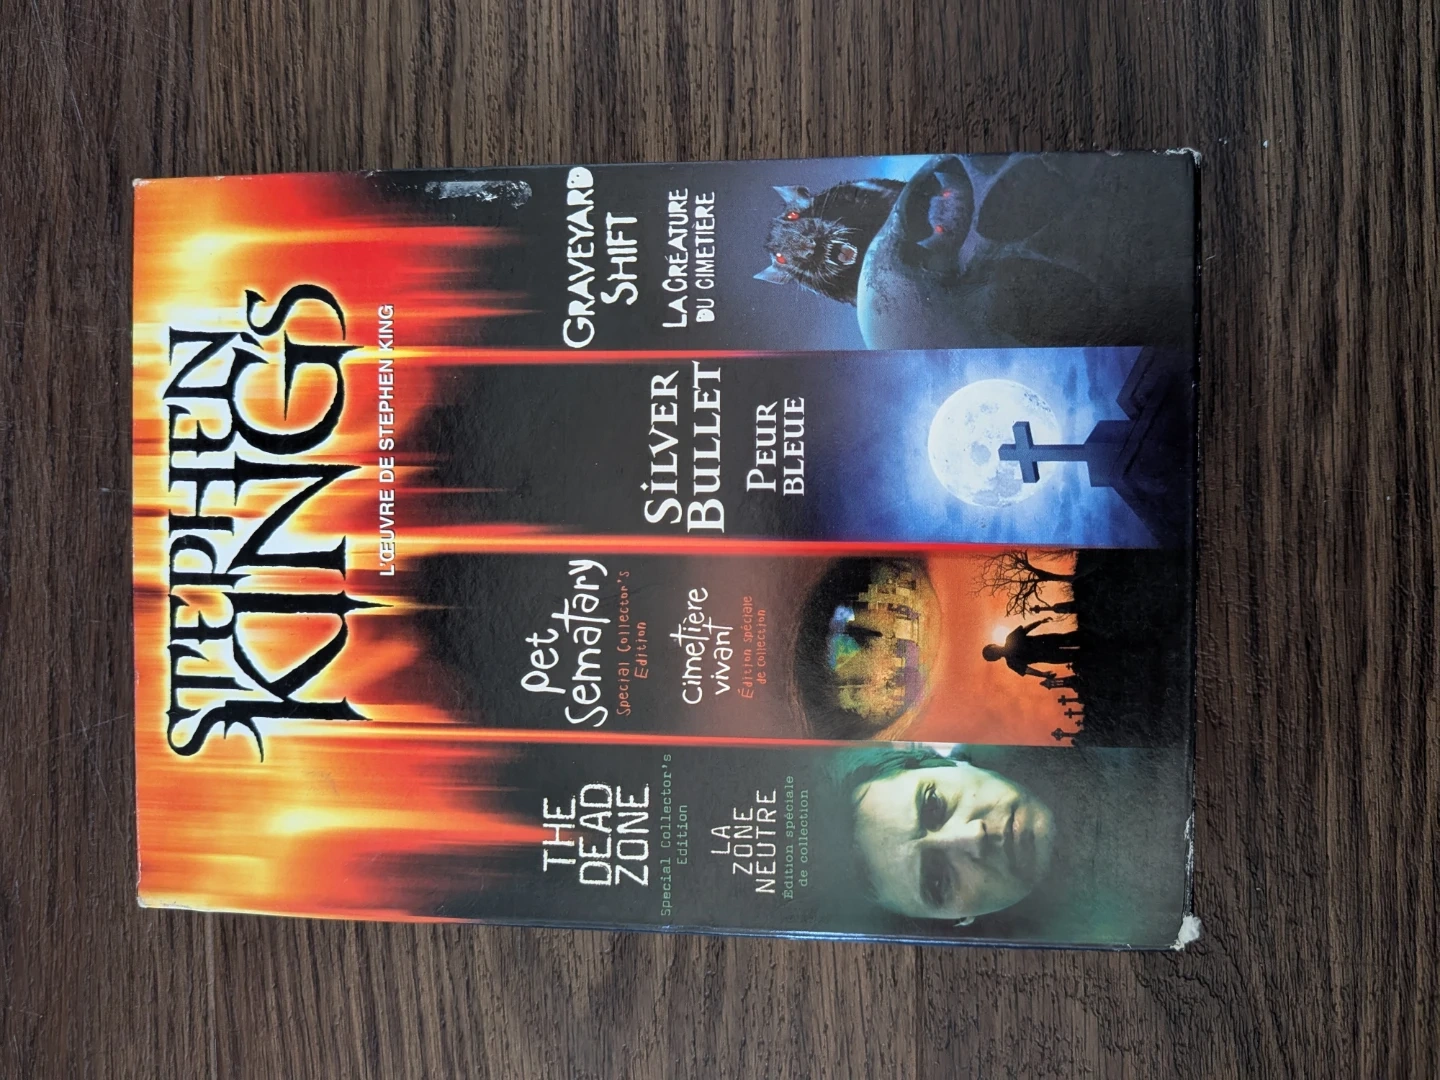 STEPHEN
KING'S
L'ŒUVRE DE STEPHEN KING
THE
DEAD
ZONE
Special Collector's
Edition
LA
ZONE
NEUTRE
Édition spéciale
de collection
Pet
Sematary
Special Collector's
Edition
Cimetière
vivant
Édition spéciale
de collection
SILVER
BULLET
PEUR
BLEUE
GRAVEYARD
SHIFT
LA CRÉATURE
DU CIMETIÈRE